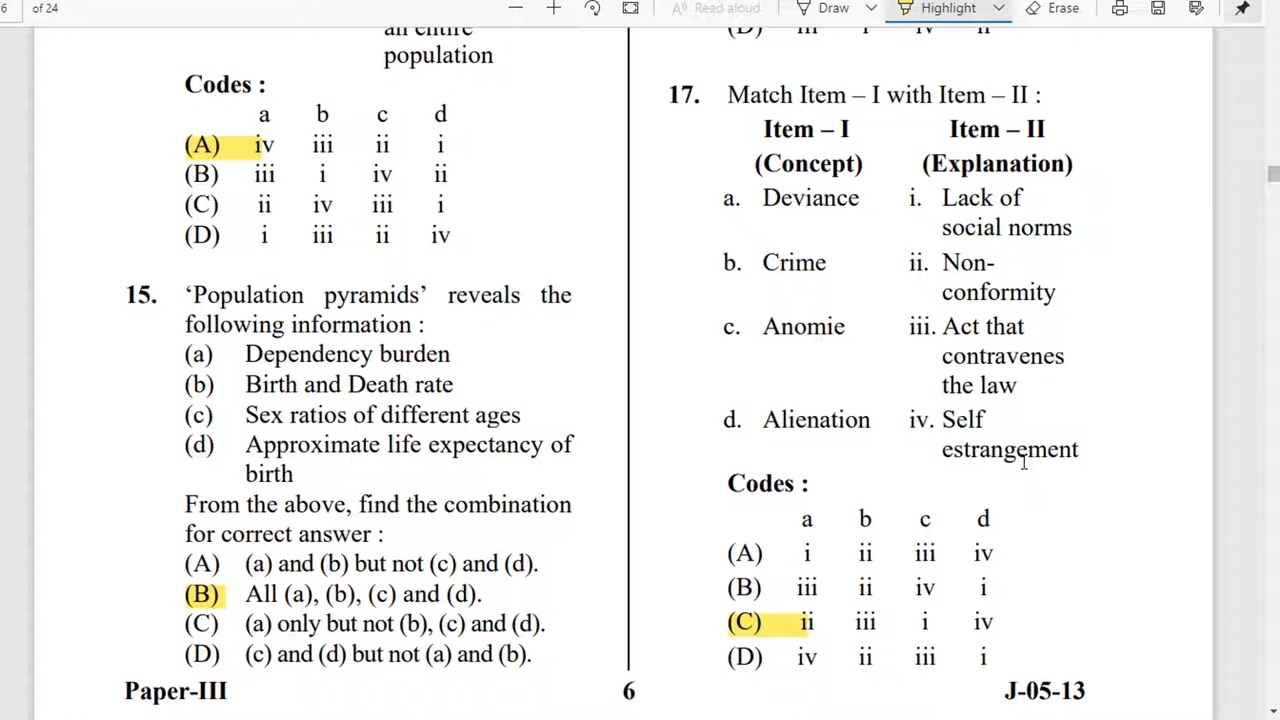 6 of 24
Read aloud
Draw
Highlight
Erase
an entire
population
Codes :
a b c d
(A) iv iii ii i
(B) iii i iv ii
(C) ii iv iii i
(D) i iii ii iv
15. ‘Population pyramids’ reveals the
following information :
(a) Dependency burden
(b) Birth and Death rate
(c) Sex ratios of different ages
(d) Approximate life expectancy of
birth
From the above, find the combination
for correct answer :
(A) (a) and (b) but not (c) and (d).
(B) All (a), (b), (c) and (d).
(C) (a) only but not (b), (c) and (d).
(D) (c) and (d) but not (a) and (b).
Paper-III
(D) iii i iv ii
17. Match Item – I with Item – II :
Item – I Item – II
(Concept) (Explanation)
a. Deviance i. Lack of
social norms
b. Crime ii. Non-
conformity
c. Anomie iii. Act that
contravenes
the law
d. Alienation iv. Self
estrangement
Codes :
a b c d
(A) i ii iii iv
(B) iii ii iv i
(C) ii iii i iv
(D) iv ii iii i
6
J-05-13